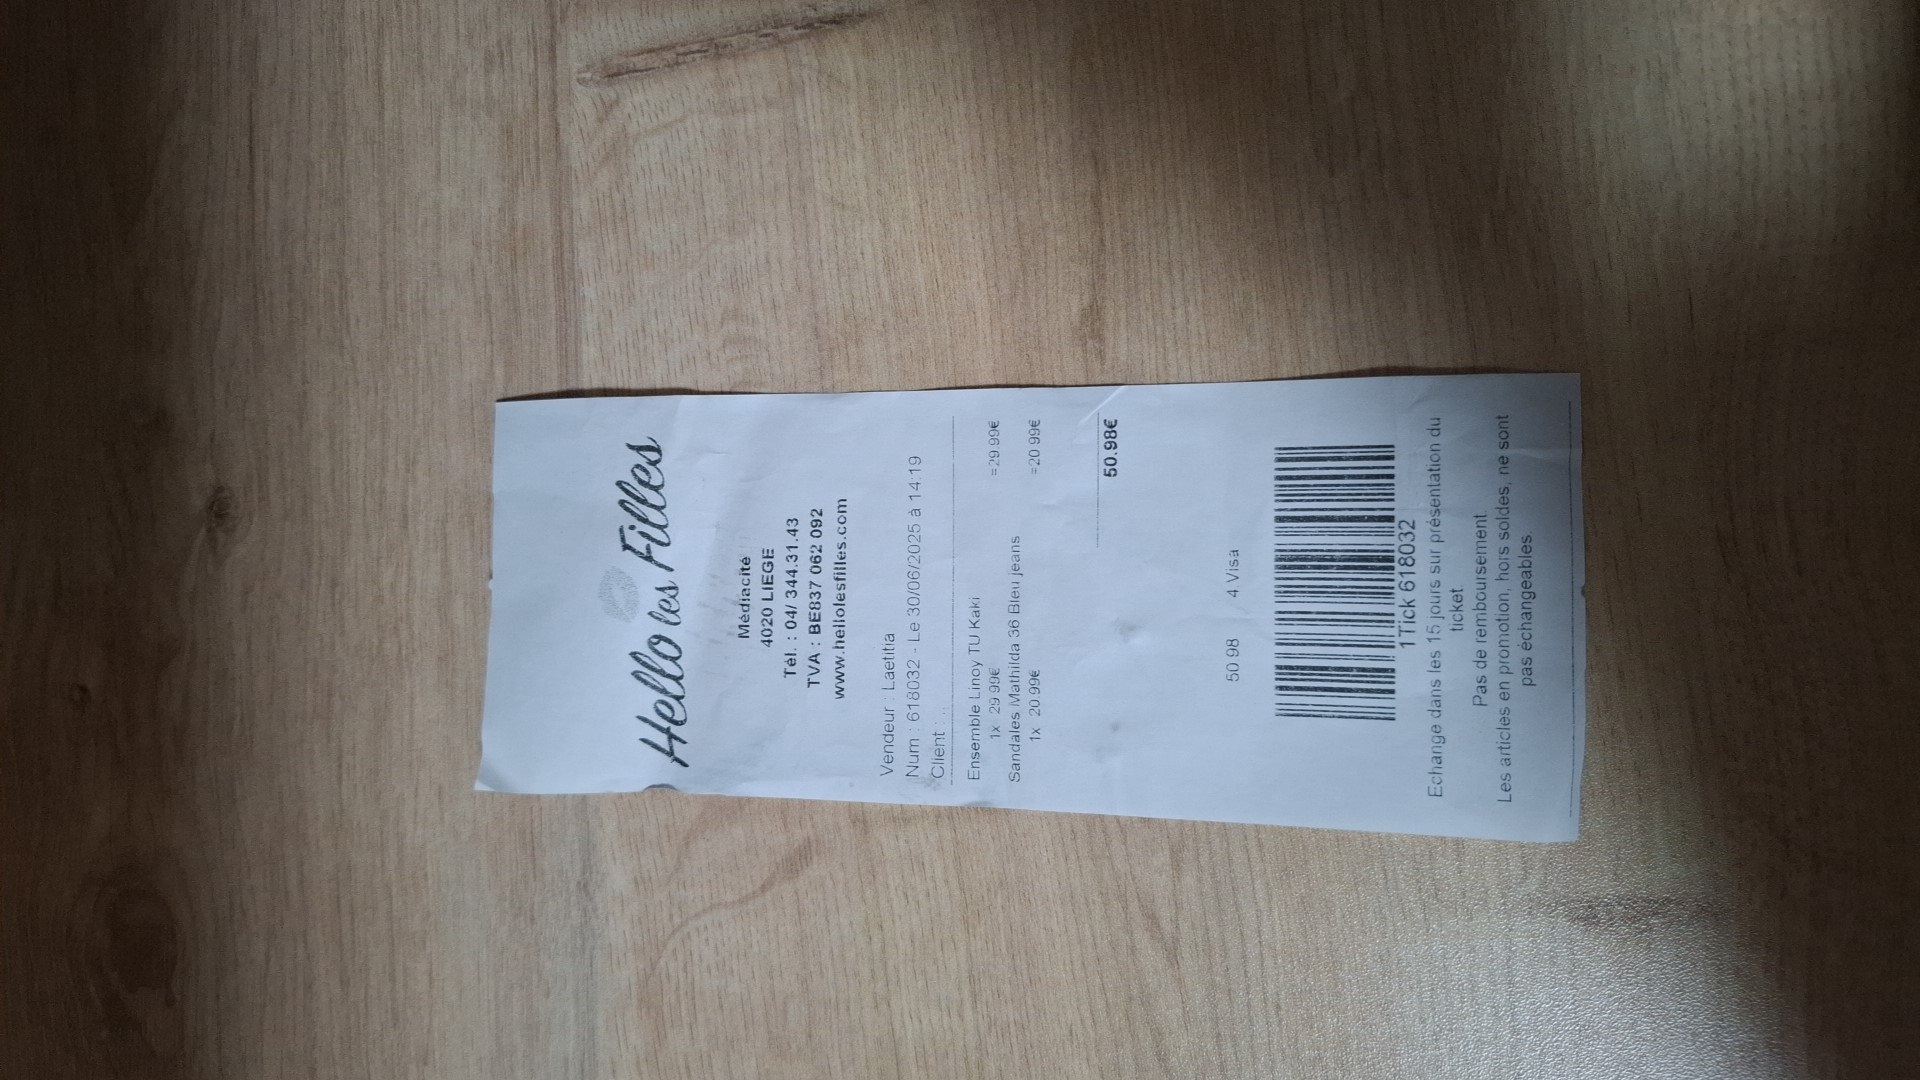 Hello les Filles
Médiacité
4020 LIEGE
Tél. : 04/ 344.31.43
TVA : BE837 062 092
www.hellolesfilles.com
Vendeur : Laetitia
Num : 618032 - Le 30/06/2025 à 14:19
Client :
Ensemble Linoy TU Kaki
1x 29.99€ =29.99€
Sandales Mathilda 36 Bleu jeans
1x 20.99€ =20.99€
50.98€
50.98 4 Visa
1Tick 618032
Echange dans les 15 jours sur présentation du
ticket.
Pas de remboursement
Les articles en promotion, hors soldes, ne sont
pas échangeables